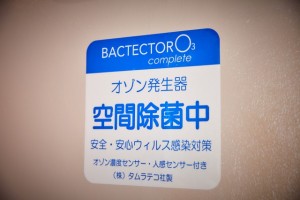 BACTECTOR O₃
complete
オゾン発生器
空間除菌中
安全・安心ウィルス感染対策
オゾン濃度センサー・人感センサー付き
（株）タムラテコ社製